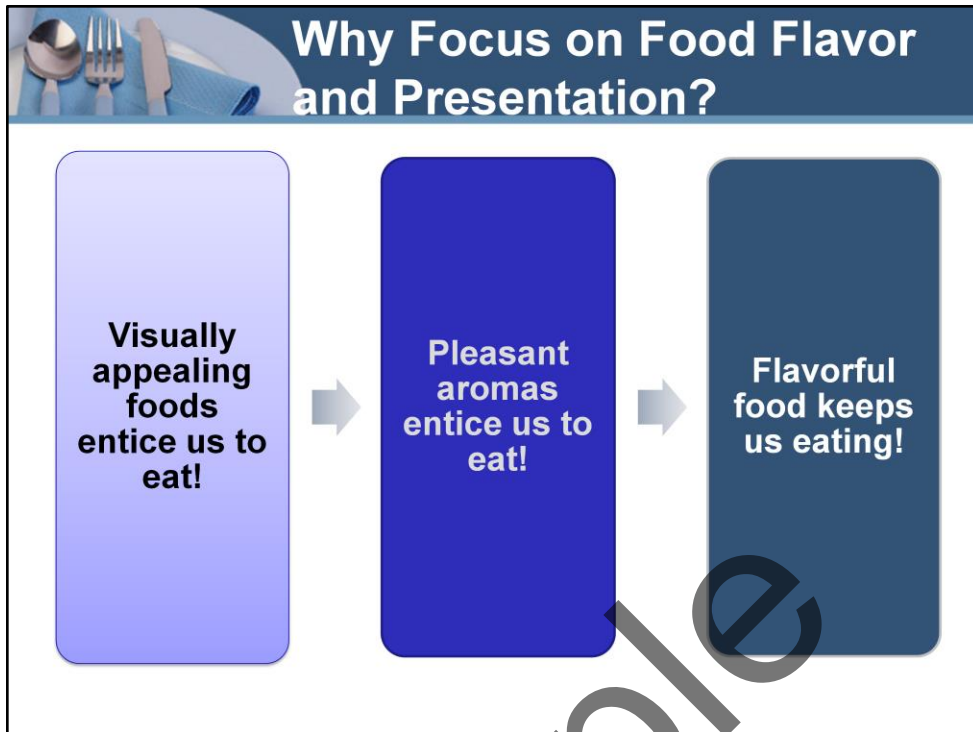 Why Focus on Food Flavor
and Presentation?
Visually
appealing
foods
entice us to
eat!
Pleasant
aromas
entice us to
eat!
Flavorful
food keeps
us eating!
ple